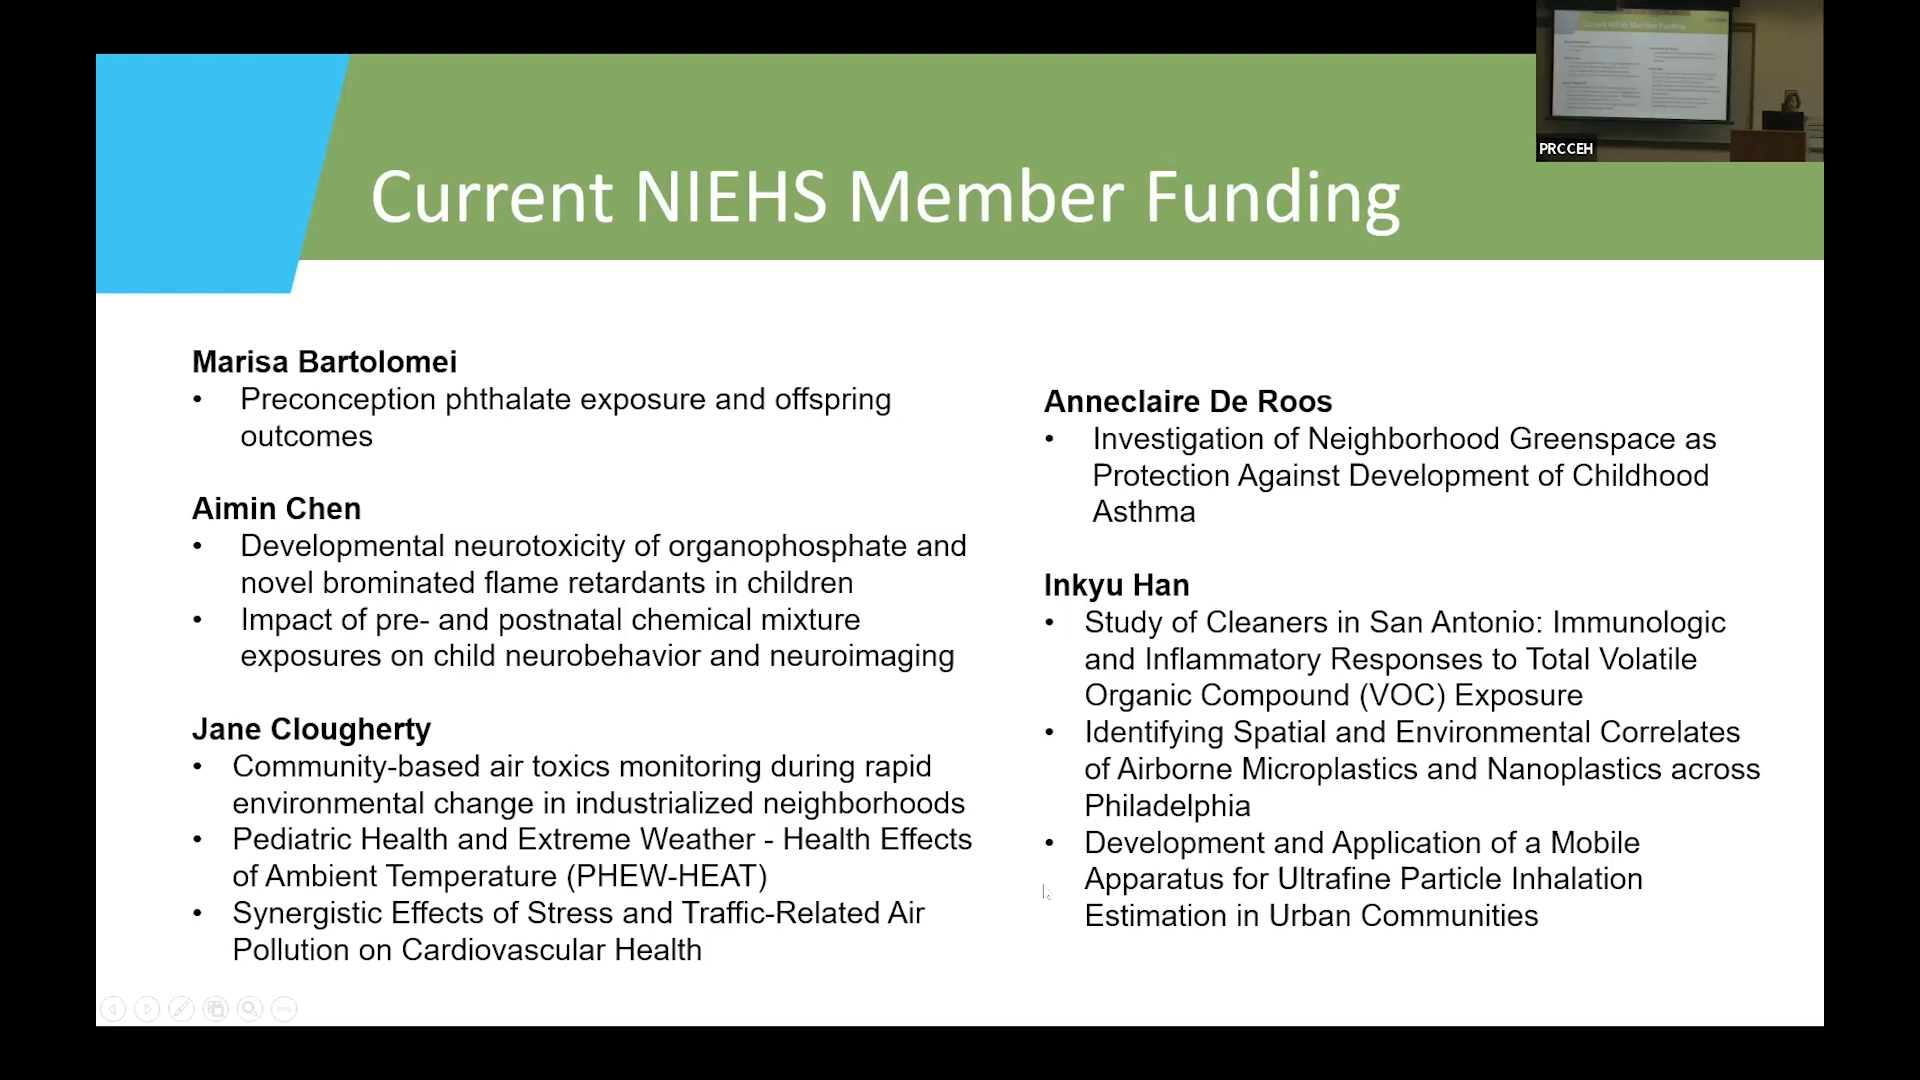 Current NIEHS Member Funding
PRCCEH
Marisa Bartolomei
• Preconception phthalate exposure and offspring
outcomes
Aimin Chen
• Developmental neurotoxicity of organophosphate and
novel brominated flame retardants in children
• Impact of pre- and postnatal chemical mixture
exposures on child neurobehavior and neuroimaging
Jane Clougherty
• Community-based air toxics monitoring during rapid
environmental change in industrialized neighborhoods
• Pediatric Health and Extreme Weather - Health Effects
of Ambient Temperature (PHEW-HEAT)
• Synergistic Effects of Stress and Traffic-Related Air
Pollution on Cardiovascular Health
Anneclaire De Roos
• Investigation of Neighborhood Greenspace as
Protection Against Development of Childhood
Asthma
Inkyu Han
• Study of Cleaners in San Antonio: Immunologic
and Inflammatory Responses to Total Volatile
Organic Compound (VOC) Exposure
• Identifying Spatial and Environmental Correlates
of Airborne Microplastics and Nanoplastics across
Philadelphia
• Development and Application of a Mobile
Apparatus for Ultrafine Particle Inhalation
Estimation in Urban Communities